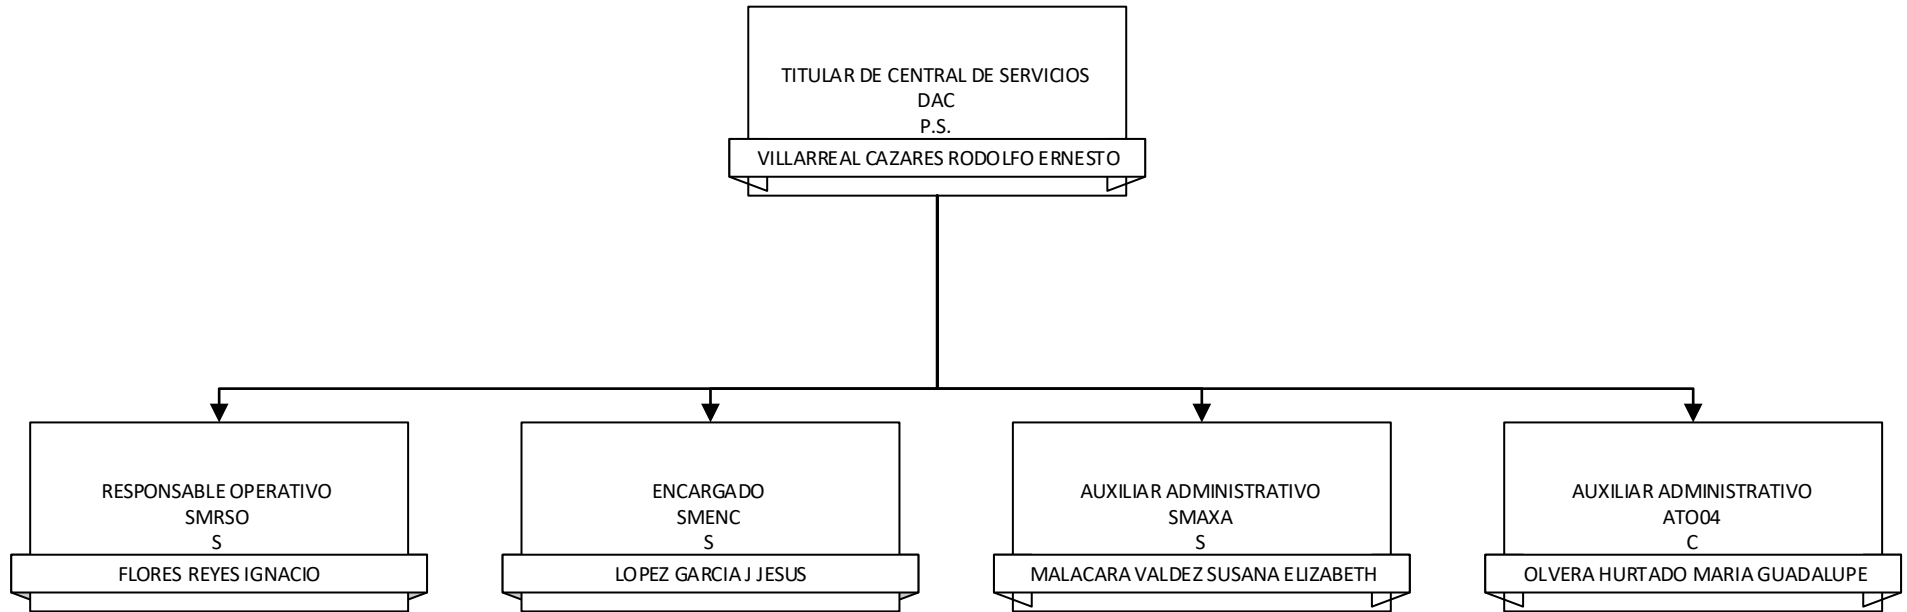 TITULAR DE CENTRAL DE SERVICIOS
DAC
P.S.
VILLARREAL CAZARES RODOLFO ERNESTO
RESPONSABLE OPERATIVO
SMRSO
S
FLORES REYES IGNACIO
ENCARGADO
SMENC
S
LOPEZ GARCIA J JESUS
AUXILIAR ADMINISTRATIVO
SMAXA
S
MALACARA VALDEZ SUSANA ELIZABETH
AUXILIAR ADMINISTRATIVO
ATO04
C
OLVERA HURTADO MARIA GUADALUPE